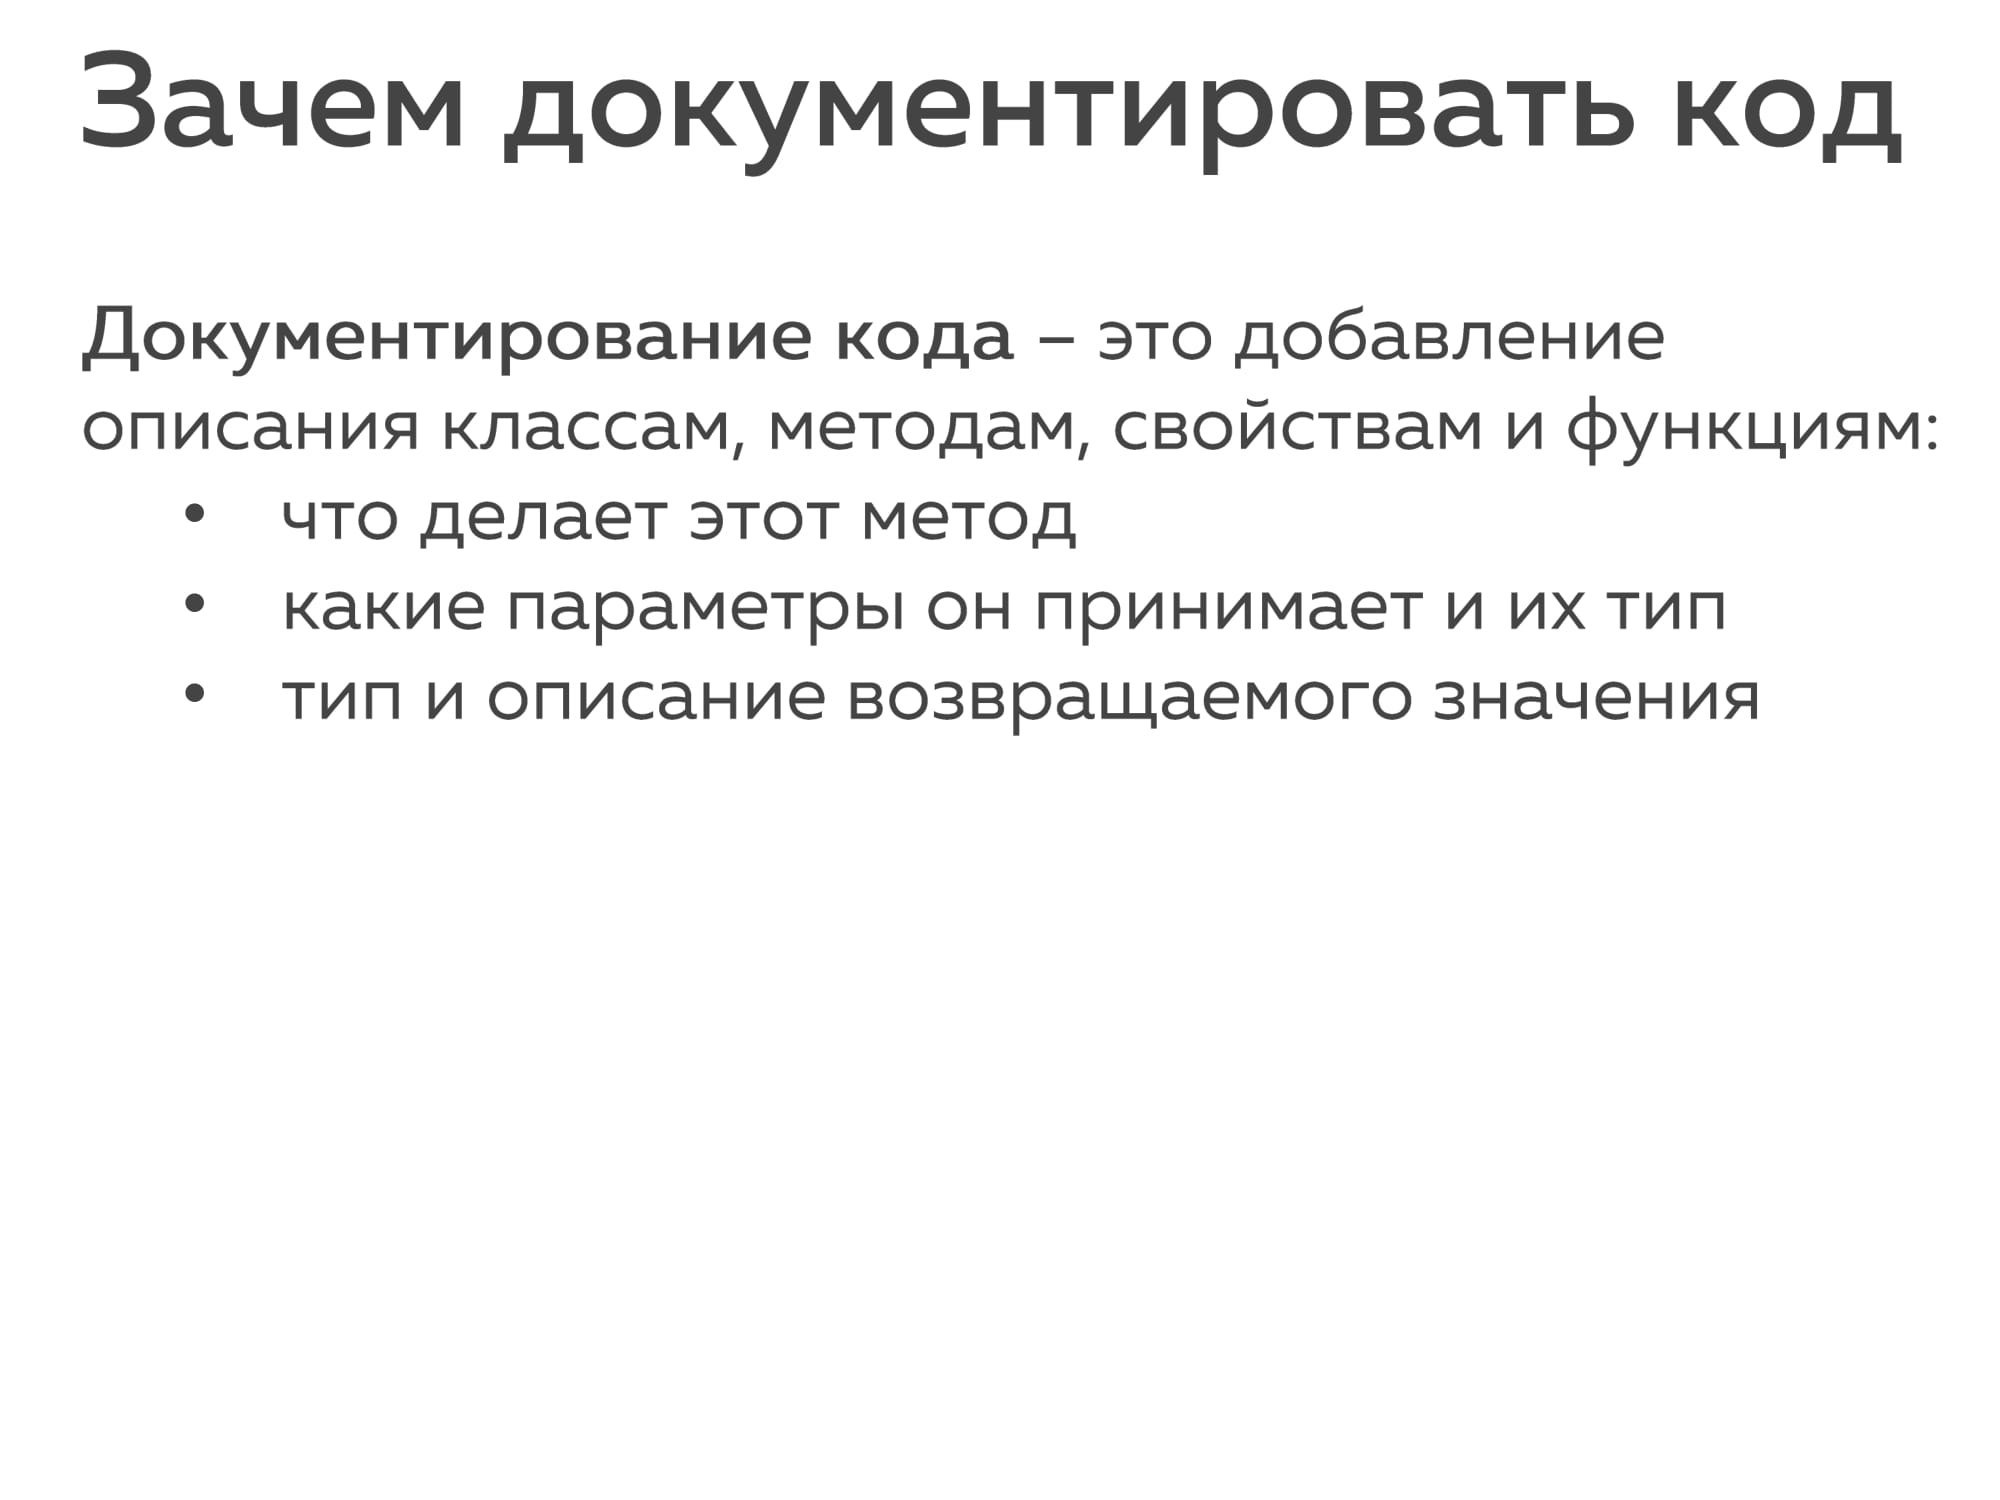 Зачем документировать код
Документирование кода – это добавление
описания классам, методам, свойствам и функциям:
• что делает этот метод
• какие параметры он принимает и их тип
• тип и описание возвращаемого значения